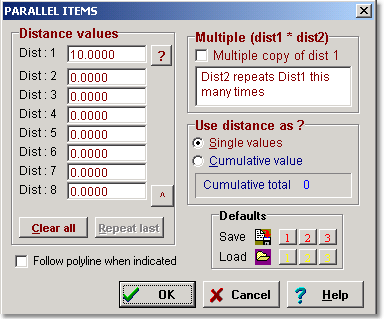 PARALLEL ITEMS
Distance values
Dist : 1 10.0000 ?
Dist : 2 0.0000
Dist : 3 0.0000
Dist : 4 0.0000
Dist : 5 0.0000
Dist : 6 0.0000
Dist : 7 0.0000
Dist : 8 0.0000 ^
Clear all Repeat last
Follow polyline when indicated
Multiple (dist1 * dist2)
Multiple copy of dist 1
Dist2 repeats Dist1 this
many times
Use distance as ?
Single values
Cumulative value
Cumulative total 0
Defaults
Save 1 2 3
Load 1 2 3
OK Cancel ? Help